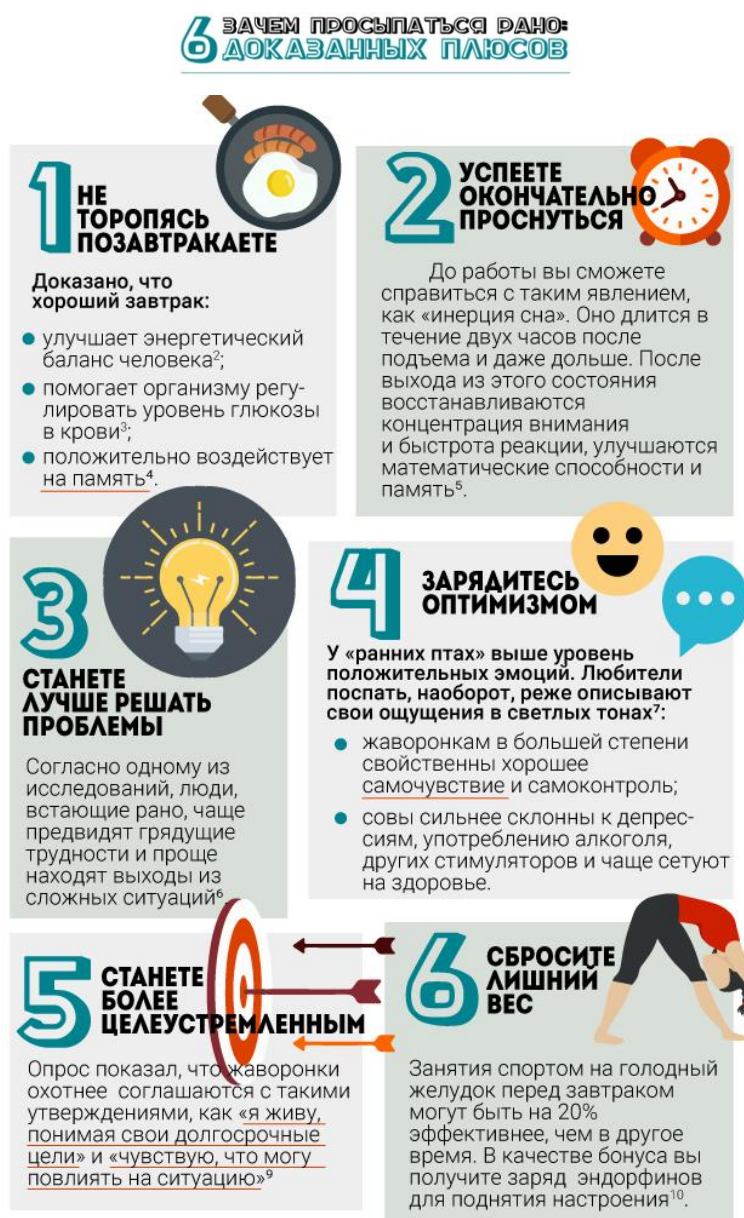 6 ЗАЧЕМ ПРОСЫПАТЬСЯ РАНО:
ДОКАЗАННЫХ ПЛЮСОВ
1 НЕ
ТОРОПЯСЬ
ПОЗАВТРАКАЕТЕ
Доказано, что
хороший завтрак:
● улучшает энергетический
баланс человека²;
● помогает организму регу-
лировать уровень глюкозы
в крови³;
● положительно воздействует
на память⁴.
2 УСПЕЕТЕ
ОКОНЧАТЕЛЬНО
ПРОСНУТЬСЯ
До работы вы сможете
справиться с таким явлением,
как «инерция сна». Оно длится в
течение двух часов после
подъема и даже дольше. После
выхода из этого состояния
восстанавливаются
концентрация внимания
и быстрота реакции, улучшаются
математические способности и
память⁵.
3
СТАНЕТЕ
ЛУЧШЕ РЕШАТЬ
ПРОБЛЕМЫ
Согласно одному из
исследований, люди,
встающие рано, чаще
предвидят грядущие
трудности и проще
находят выходы из
сложных ситуаций⁶.
4 ЗАРЯДИТЕСЬ
ОПТИМИЗМОМ
У «ранних птах» выше уровень
положительных эмоций. Любители
поспать, наоборот, реже описывают
свои ощущения в светлых тонах⁷:
● жаворонкам в большей степени
свойственны хорошее
самочувствие и самоконтроль;
● совы сильнее склонны к депрес-
сиям, употреблению алкоголя,
других стимуляторов и чаще сетуют
на здоровье.
5 СТАНЕТЕ
БОЛЕЕ
ЦЕЛЕУСТРЕМЛЕННЫМ
Опрос показал, что жаворонки
охотнее соглашаются с такими
утверждениями, как «я живу,
понимая свои долгосрочные
цели» и «чувствую, что могу
повлиять на ситуацию»⁹
6 СБРОСИТЕ
ЛИШНИЙ
ВЕС
Занятия спортом на голодный
желудок перед завтраком
могут быть на 20%
эффективнее, чем в другое
время. В качестве бонуса вы
получите заряд эндорфинов
для поднятия настроения¹⁰.